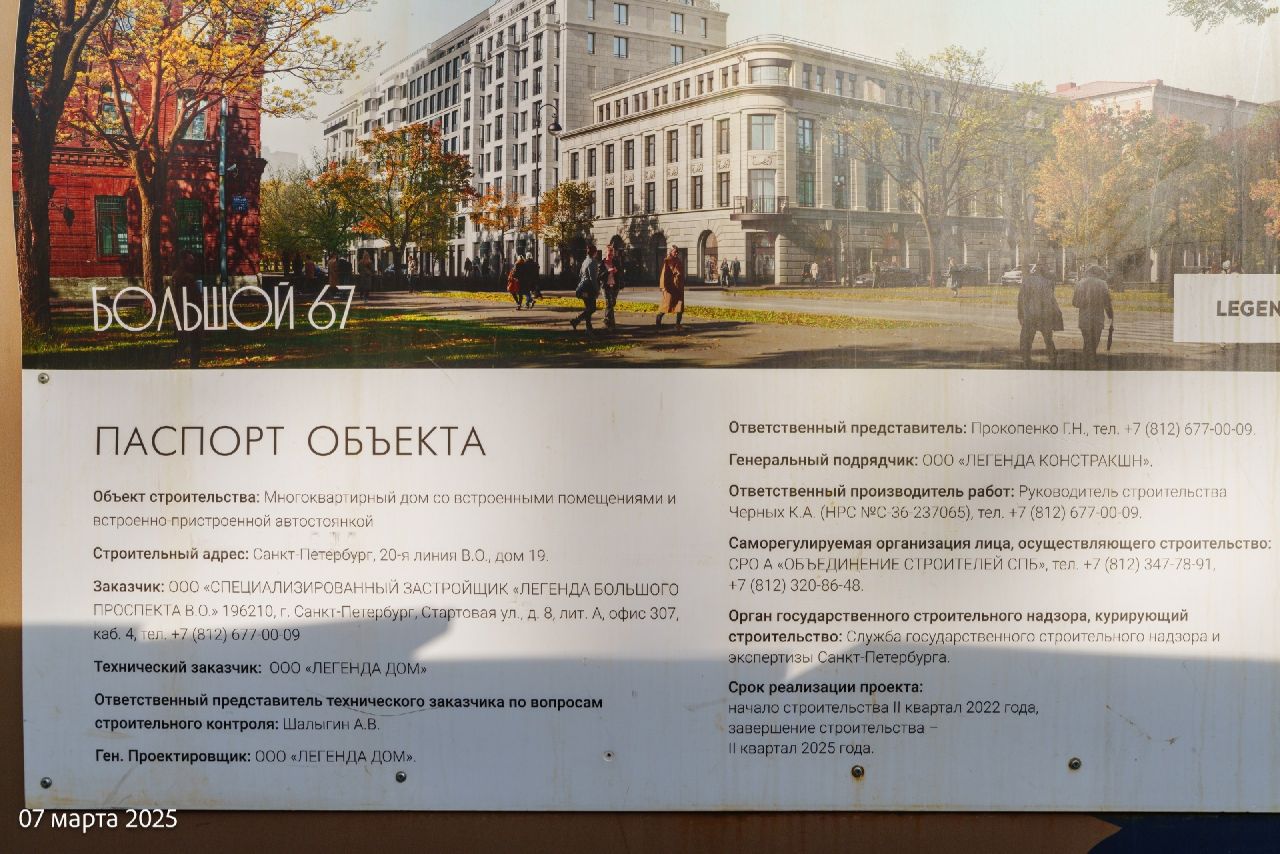 БОЛЬШОЙ 67
LEGEN
ПАСПОРТ ОБЪЕКТА
Объект строительства: Многоквартирный дом со встроенными помещениями и
встроенно-пристроенной автостоянкой
Строительный адрес: Санкт-Петербург, 20-я линия В.О., дом 19.
Заказчик: ООО «СПЕЦИАЛИЗИРОВАННЫЙ ЗАСТРОЙЩИК «ЛЕГЕНДА БОЛЬШОГО
ПРОСПЕКТА В.О.» 196210, г. Санкт-Петербург, Стартовая ул., д. 8, лит. А, офис 307,
каб. 4, тел. +7 (812) 677-00-09
Технический заказчик: ООО «ЛЕГЕНДА ДОМ»
Ответственный представитель технического заказчика по вопросам
строительного контроля: Шалыгин А.В.
Ген. Проектировщик: ООО «ЛЕГЕНДА ДОМ».
Ответственный представитель: Прокопенко Г.Н., тел. +7 (812) 677-00-09.
Генеральный подрядчик: ООО «ЛЕГЕНДА КОНСТРАКШН».
Ответственный производитель работ: Руководитель строительства
Черных К.А. (НРС №С-36-237065), тел. +7 (812) 677-00-09.
Саморегулируемая организация лица, осуществляющего строительство:
СРО А «ОБЪЕДИНЕНИЕ СТРОИТЕЛЕЙ СПБ», тел. +7 (812) 347-78-91,
+7 (812) 320-86-48.
Орган государственного строительного надзора, курирующий
строительство: Служба государственного строительного надзора и
экспертизы Санкт-Петербурга.
Срок реализации проекта:
начало строительства II квартал 2022 года,
завершение строительства –
II квартал 2025 года.
07 марта 2025